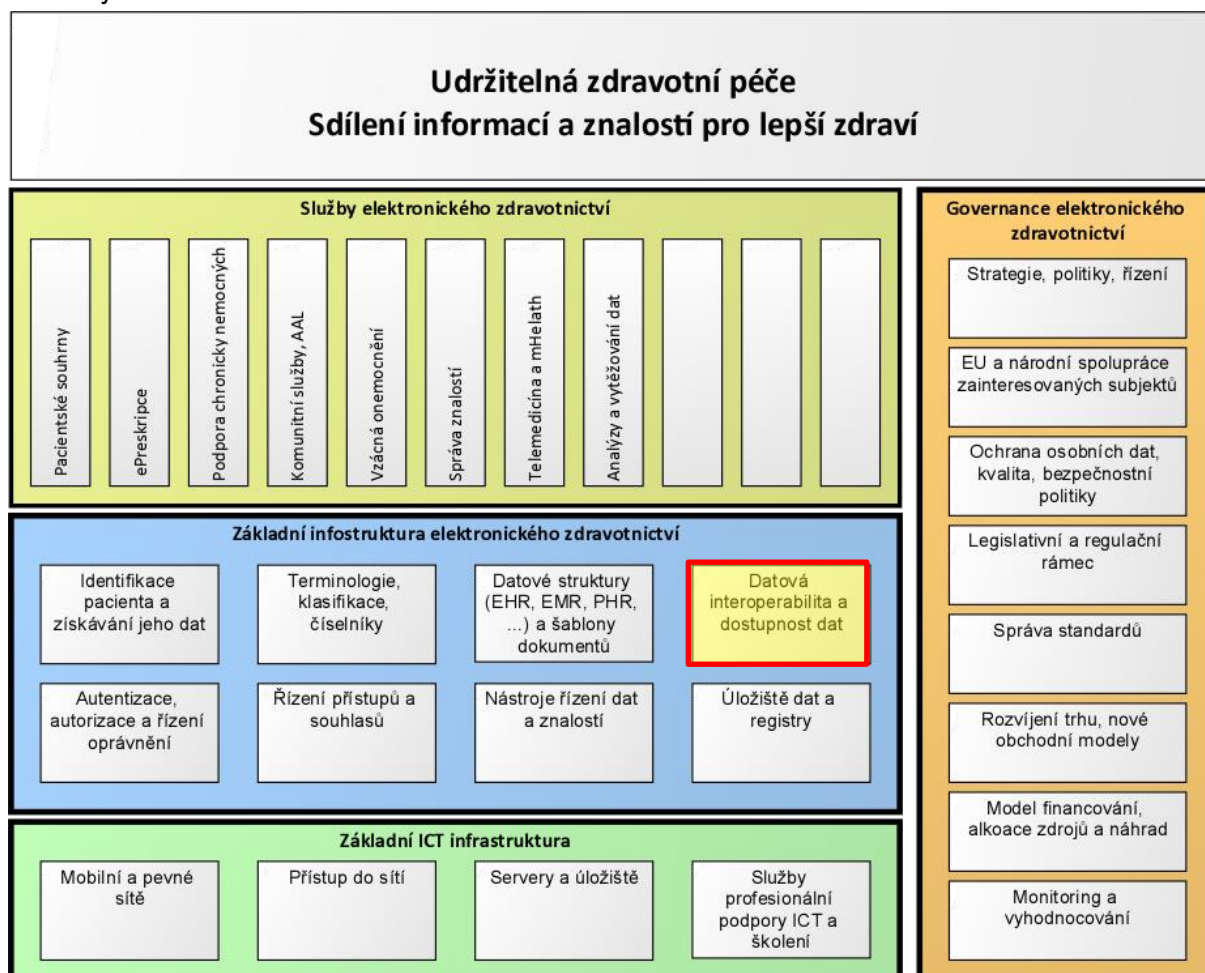 Udržitelná zdravotní péče
Sdílení informací a znalostí pro lepší zdraví
Služby elektronického zdravotnictví
Pacientské souhrny
ePreskripce
Podpora chronicky nemocných
Komunitní služby, AAL
Vzácná onemocnění
Správa znalostí
Telemedicína a mHelath
Analýzy a vytěžování dat
Základní infostruktura elektronického zdravotnictví
Identifikace
pacienta a
získávání jeho dat
Terminologie,
klasifikace,
číselníky
Datové struktury
(EHR, EMR, PHR,
...) a šablony
dokumentů
Datová
interoperabilita a
dostupnost dat
Autentizace,
autorizace a řízení
oprávnění
Řízení přístupů a
souhlasů
Nástroje řízení dat
a znalostí
Úložiště dat a
registry
Základní ICT infrastruktura
Mobilní a pevné
sítě
Přístup do sítí
Servery a úložiště
Služby
profesionální
podpory ICT a
školení
Governance elektronického
zdravotnictví
Strategie, politiky, řízení
EU a národní spolupráce
zainteresovaných subjektů
Ochrana osobních dat,
kvalita, bezpečnostní
politiky
Legislativní a regulační
rámec
Správa standardů
Rozvíjení trhu, nové
obchodní modely
Model financování,
alkoace zdrojů a náhrad
Monitoring a
vyhodnocování